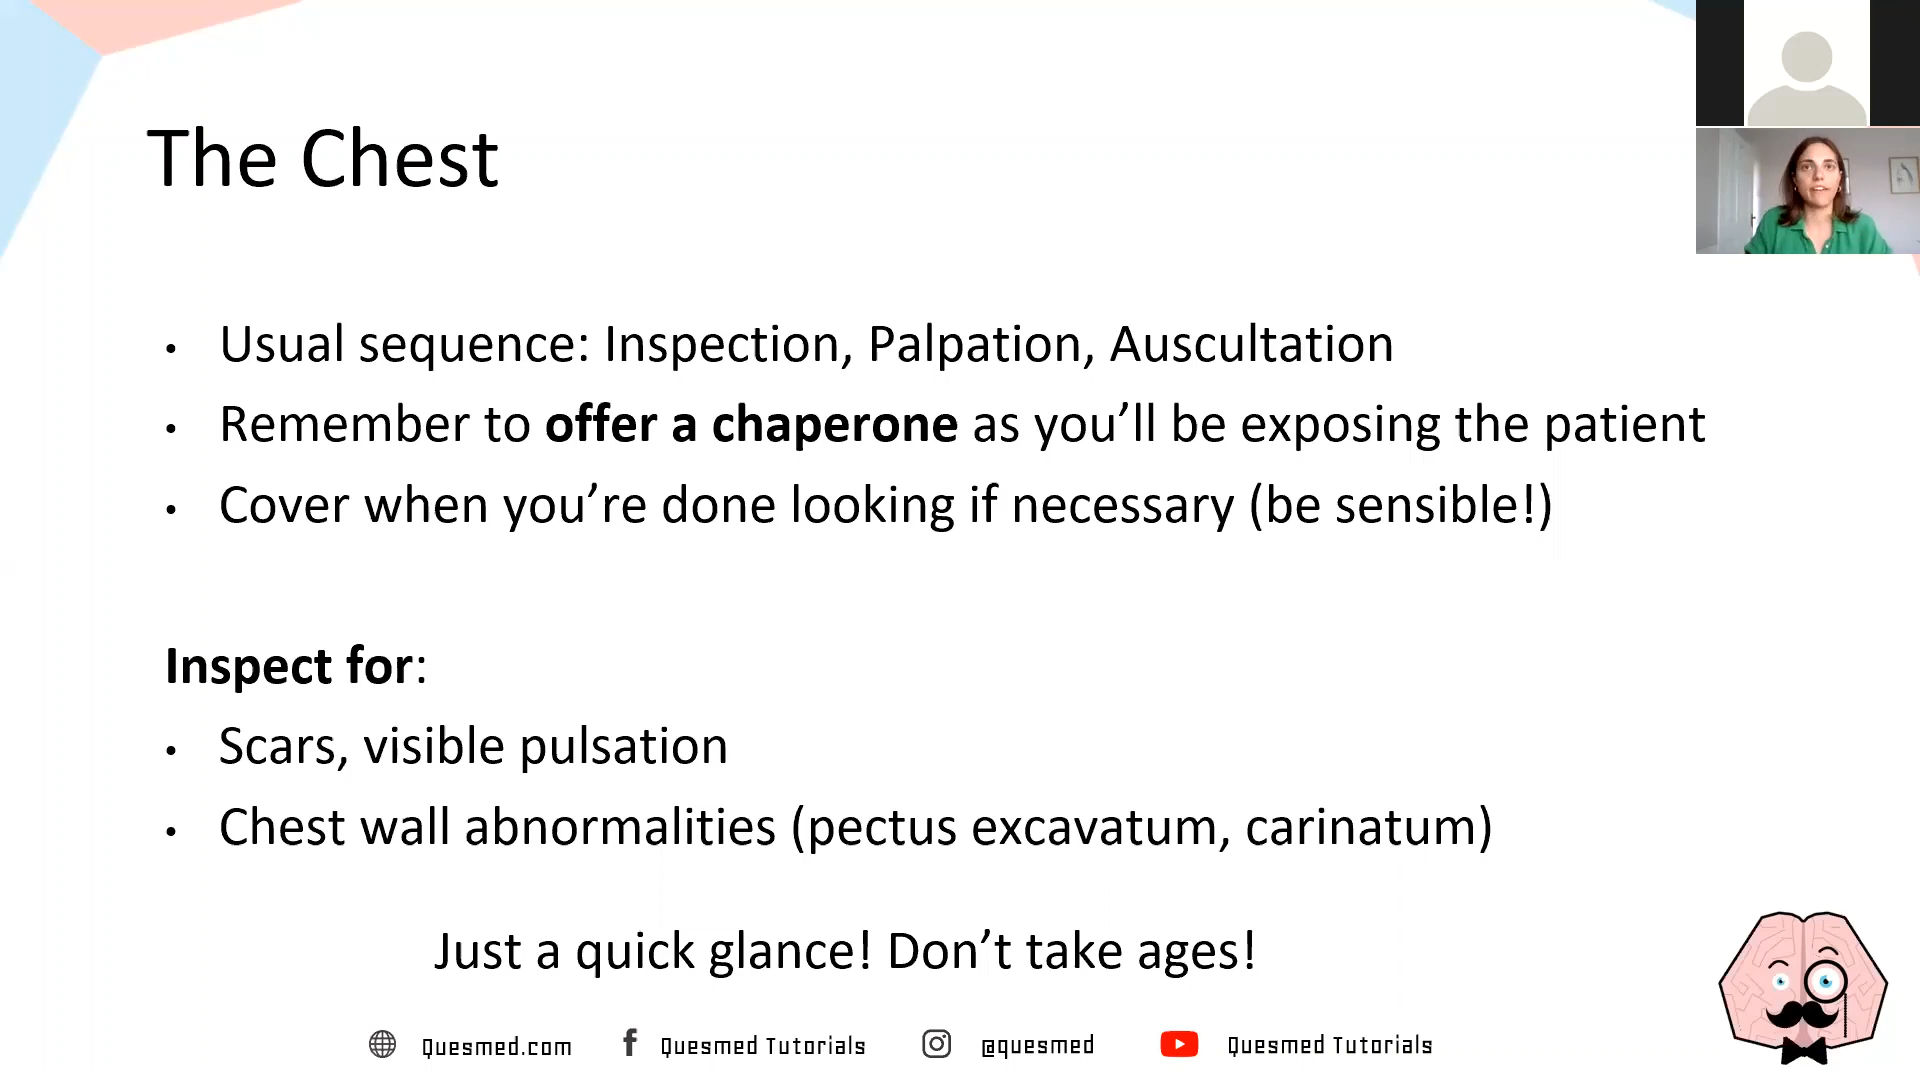 The Chest
• Usual sequence: Inspection, Palpation, Auscultation
• Remember to offer a chaperone as you’ll be exposing the patient
• Cover when you’re done looking if necessary (be sensible!)
Inspect for:
• Scars, visible pulsation
• Chest wall abnormalities (pectus excavatum, carinatum)
Just a quick glance! Don’t take ages!
Quesmed.com Quesmed Tutorials @quesmed Quesmed Tutorials